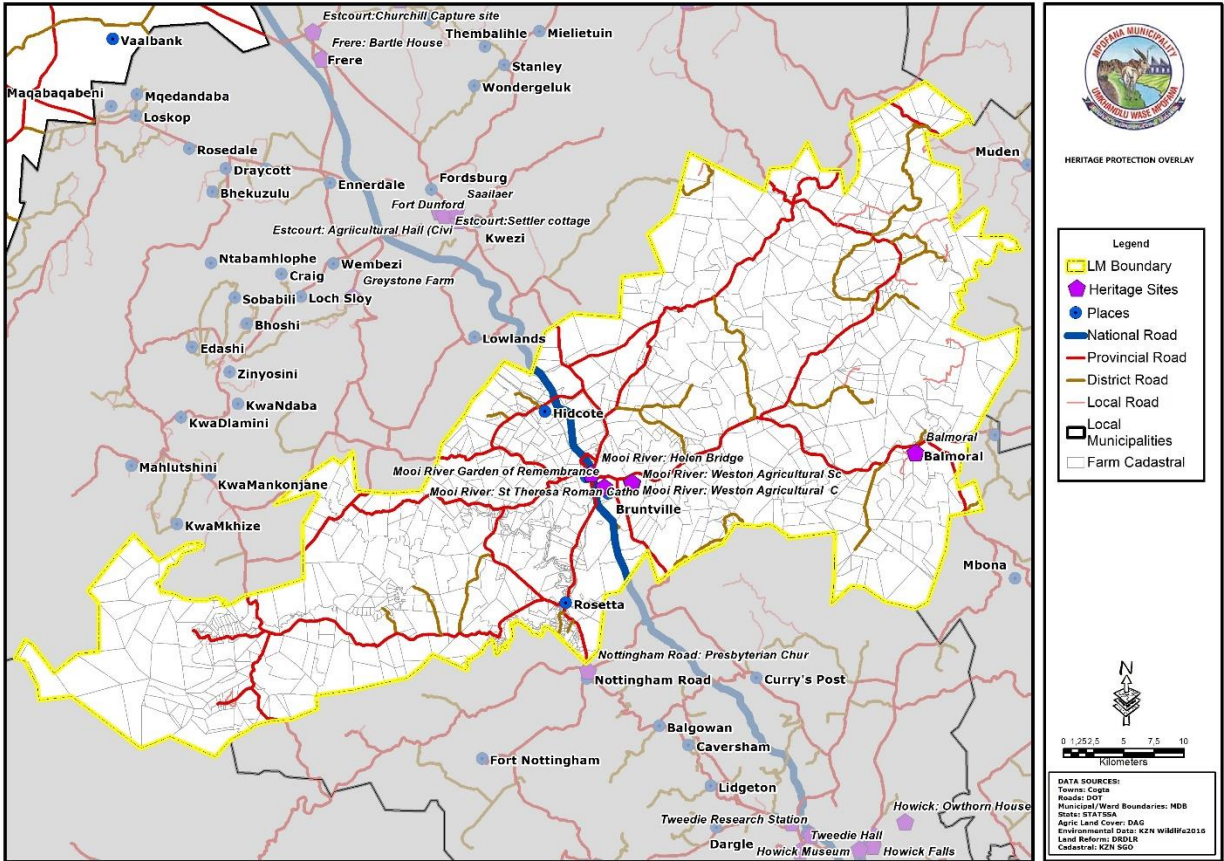 Estcourt:Churchill Capture site
Vaalbank
Thembalihle
Mielietuin
Frere: Bartle House
Frere
Stanley
Wondergeluk
Maqabaqabeni
Mqedandaba
Loskop
Rosedale
Draycott
Bhekuzulu
Ennerdale
Fordsburg
Saailaer
Fort Dunford
Estcourt:Settler cottage
Estcourt: Agriicultural Hall (Civi
Kwezi
Muden
Ntabamhlophe
Wembezi
Craig
Greystone Farm
Sobabili
Loch Sloy
Bhoshi
Lowlands
Edashi
Zinyosini
KwaNdaba
KwaDlamini
Hidcote
Mahlutshini
KwaMankonjane
KwaMkhize
Mooi River: Helen Bridge
Mooi River Garden of Remembrance
Mooi River: Weston Agricultural Sc
Mooi River: St Theresa Roman Catho
Mooi River: Weston Agricultural C
Bruntville
Balmoral
Balmoral
Mbona
Rosetta
Nottingham Road: Presbyterian Chur
Nottingham Road
Curry's Post
Balgowan
Caversham
Fort Nottingham
Lidgeton
Howick: Owthorn House
Tweedie Research Station
Tweedie Hall
Dargle
Howick Museum
Howick Falls
MPOFANA MUNICIPALITY
UMKHANDLU WASE MPOFANA
HERITAGE PROTECTION OVERLAY
Legend
LM Boundary
Heritage Sites
Places
National Road
Provincial Road
District Road
Local Road
Local
Municipalities
Farm Cadastral
N
0 1,252,5 5 7,5 10
Kilometers
DATA SOURCES:
Towns: Cogta
Roads: DOT
Municipal/Ward Boundaries: MDB
Stats: STATSSA
Agric Land Cover: DAG
Environmental Data: KZN Wildlife2016
Land Reform: DRDLR
Cadastral: KZN SGO